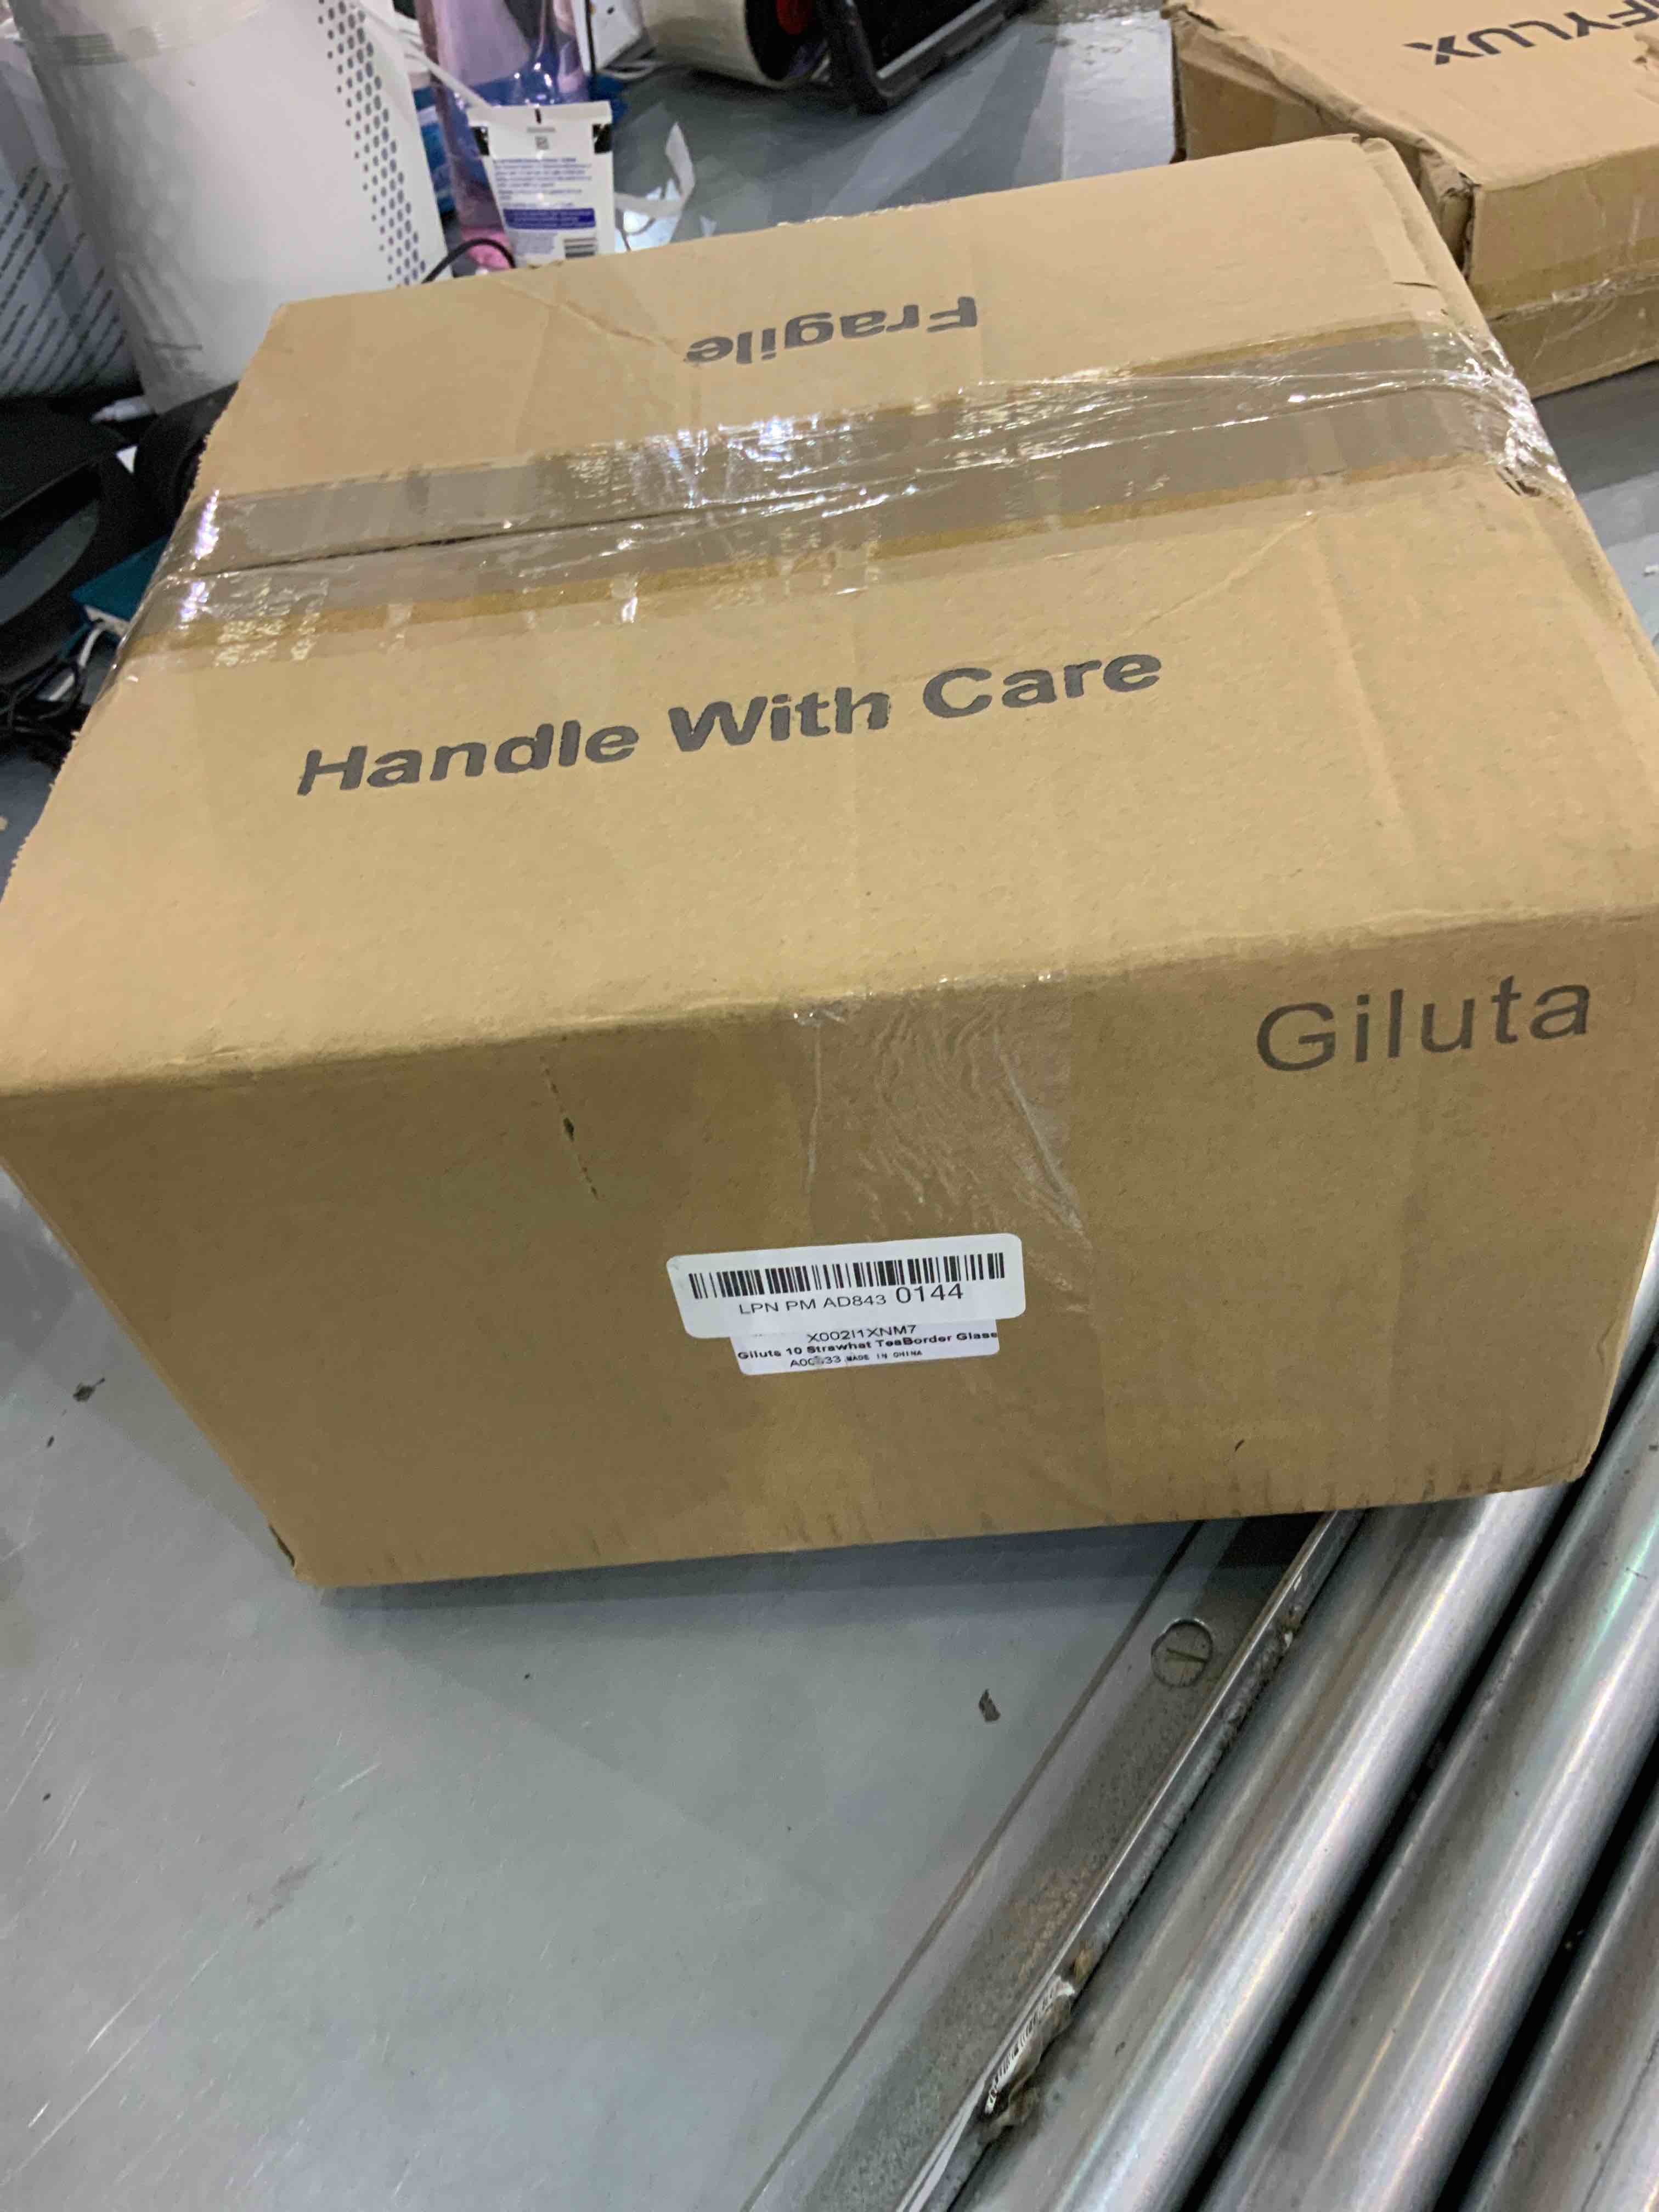 FYLUX
Fragile
Handle With Care
Giluta
LPN PM AD843 0144
X002I1XNM7
Giluta 10 Strawhat TeaBorder Glass
MADE IN CHINA